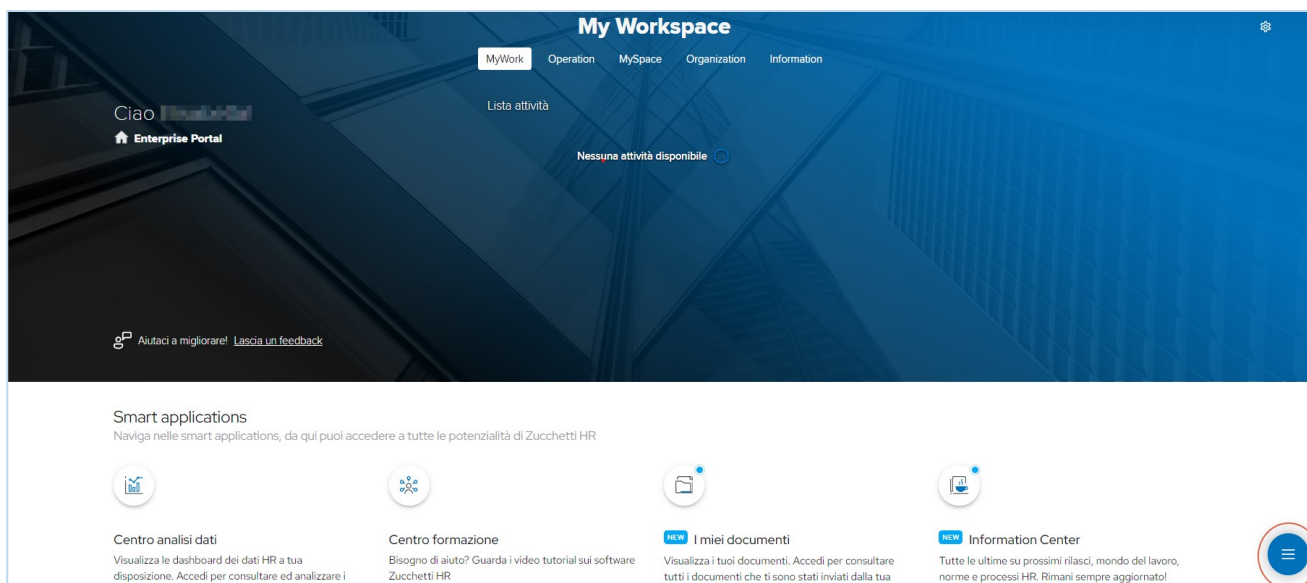 My Workspace
MyWork Operation MySpace Organization Information
Lista attività
Ciao
Enterprise Portal
Nessuna attività disponibile
Aiutaci a migliorare! Lascia un feedback
Smart applications
Naviga nelle smart applications, da qui puoi accedere a tutte le potenzialità di Zucchetti HR
Centro analisi dati
Visualizza le dashboard dei dati HR a tua
disposizione. Accedi per consultare ed analizzare i
Centro formazione
Bisogno di aiuto? Guarda i video tutorial sui software
Zucchetti HR
NEW I miei documenti
Visualizza i tuoi documenti. Accedi per consultare
tutti i documenti che ti sono stati inviati dalla tua
NEW Information Center
Tutte le ultime su prossimi rilasci, mondo del lavoro,
norme e processi HR. Rimani sempre aggiornato!